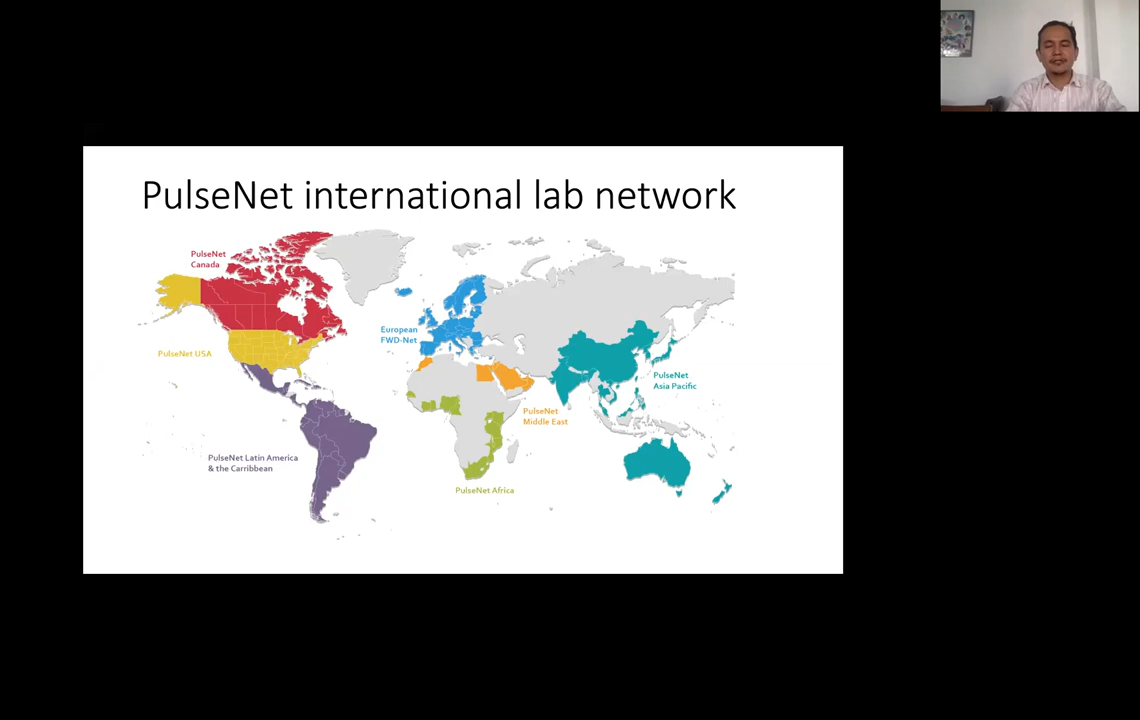 PulseNet international lab network
PulseNet
Canada
PulseNet USA
European
FWD-Net
PulseNet
Asia Pacific
PulseNet
Middle East
PulseNet Latin America
& the Carribbean
PulseNet Africa